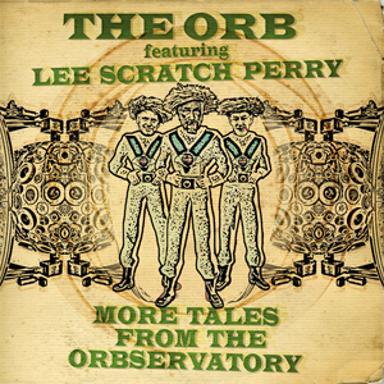 THE ORB
featuring
LEE SCRATCH PERRY
MORE TALES
FROM THE
ORBSERVATORY